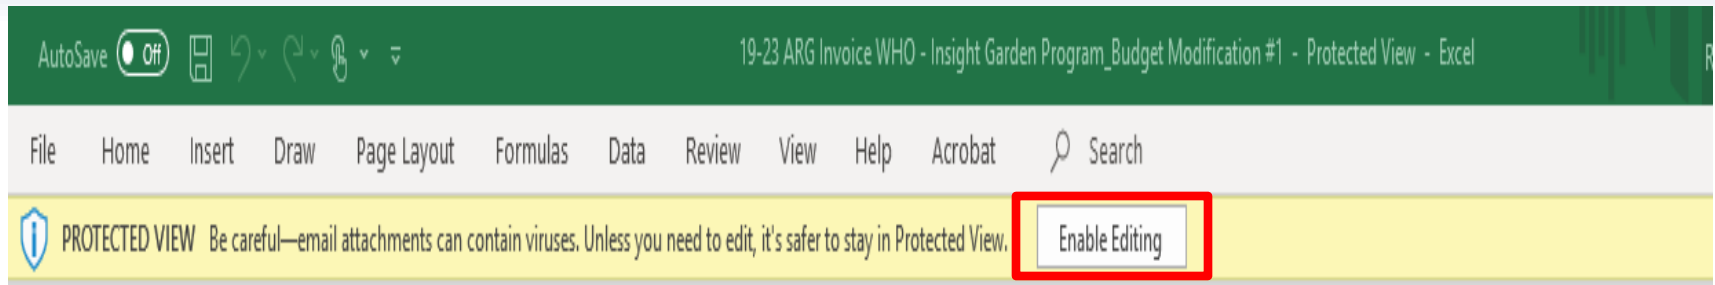 AutoSave Off 19-23 ARG Invoice WHO - Insight Garden Program_Budget Modification #1 - Protected View - Excel R
File Home Insert Draw Page Layout Formulas Data Review View Help Acrobat Search
PROTECTED VIEW Be careful—email attachments can contain viruses. Unless you need to edit, it's safer to stay in Protected View. Enable Editing